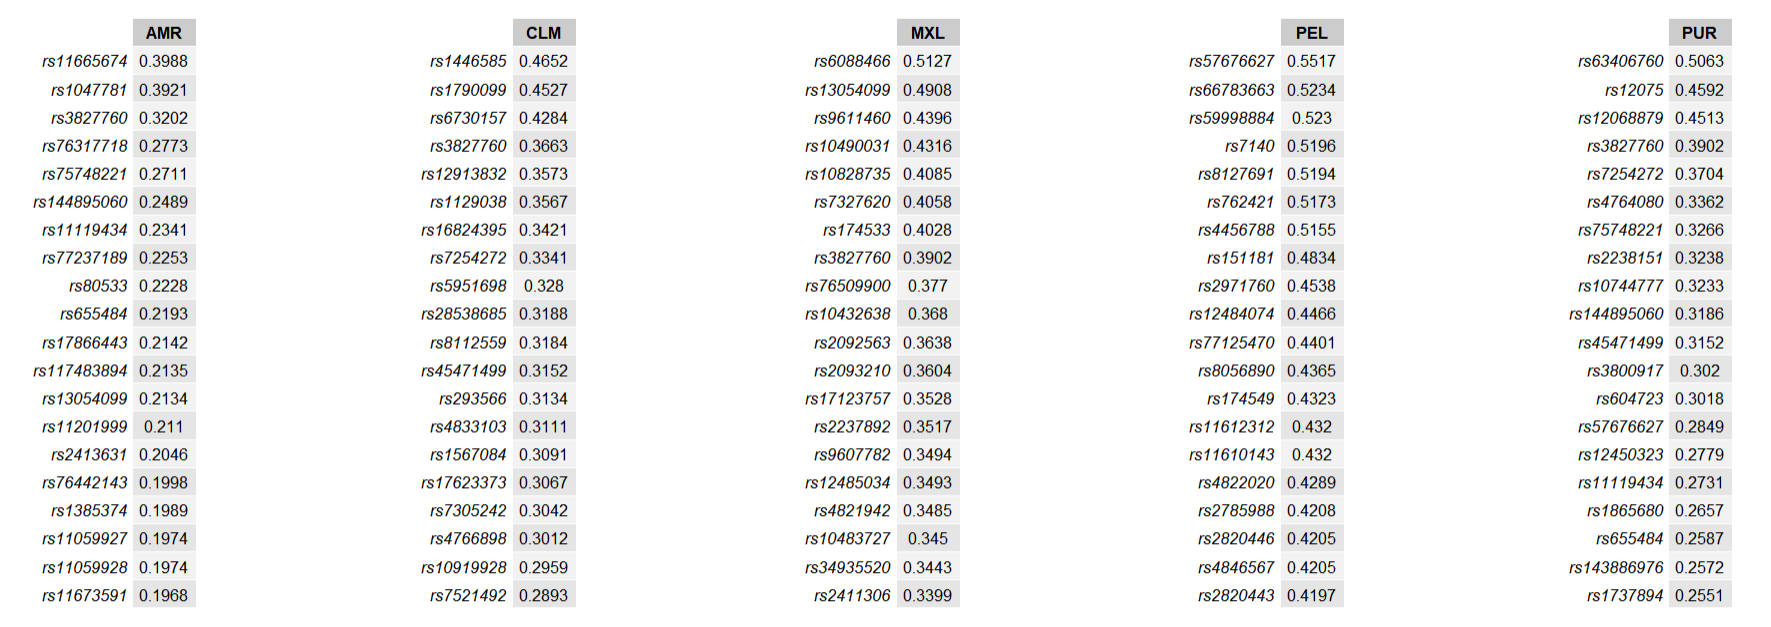 AMR CLM MXL PEL PUR
rs11665674 0.3988 rs1446585 0.4652 rs6088466 0.5127 rs57676627 0.5517 rs63406760 0.5063
rs1047781 0.3921 rs1790099 0.4527 rs13054099 0.4908 rs66783663 0.5234 rs12075 0.4592
rs3827760 0.3202 rs6730157 0.4284 rs9611460 0.4396 rs59998884 0.523 rs12068879 0.4513
rs76317718 0.2773 rs3827760 0.3663 rs10490031 0.4316 rs7140 0.5196 rs3827760 0.3902
rs75748221 0.2711 rs12913832 0.3573 rs10828735 0.4085 rs8127691 0.5194 rs7254272 0.3704
rs144895060 0.2489 rs1129038 0.3567 rs7327620 0.4058 rs762421 0.5173 rs4764080 0.3362
rs11119434 0.2341 rs16824395 0.3421 rs174533 0.4028 rs4456788 0.5155 rs75748221 0.3266
rs77237189 0.2253 rs7254272 0.3341 rs3827760 0.3902 rs151181 0.4834 rs2238151 0.3238
rs80533 0.2228 rs5951698 0.328 rs76509900 0.377 rs2971760 0.4538 rs10744777 0.3233
rs655484 0.2193 rs28538685 0.3188 rs10432638 0.368 rs12484074 0.4466 rs144895060 0.3186
rs17866443 0.2142 rs8112559 0.3184 rs2092563 0.3638 rs77125470 0.4401 rs45471499 0.3152
rs117483894 0.2135 rs45471499 0.3152 rs2093210 0.3604 rs8056890 0.4365 rs3800917 0.302
rs13054099 0.2134 rs293566 0.3134 rs17123757 0.3528 rs174549 0.4323 rs604723 0.3018
rs11201999 0.211 rs4833103 0.3111 rs2237892 0.3517 rs11612312 0.432 rs57676627 0.2849
rs2413631 0.2046 rs1567084 0.3091 rs9607782 0.3494 rs11610143 0.432 rs12450323 0.2779
rs76442143 0.1998 rs17623373 0.3067 rs12485034 0.3493 rs4822020 0.4289 rs11119434 0.2731
rs1385374 0.1989 rs7305242 0.3042 rs4821942 0.3485 rs2785988 0.4208 rs1865680 0.2657
rs11059927 0.1974 rs4766898 0.3012 rs10483727 0.345 rs2820446 0.4205 rs655484 0.2587
rs11059928 0.1974 rs10919928 0.2959 rs34935520 0.3443 rs4846567 0.4205 rs143886976 0.2572
rs11673591 0.1968 rs7521492 0.2893 rs2411306 0.3399 rs2820443 0.4197 rs1737894 0.2551